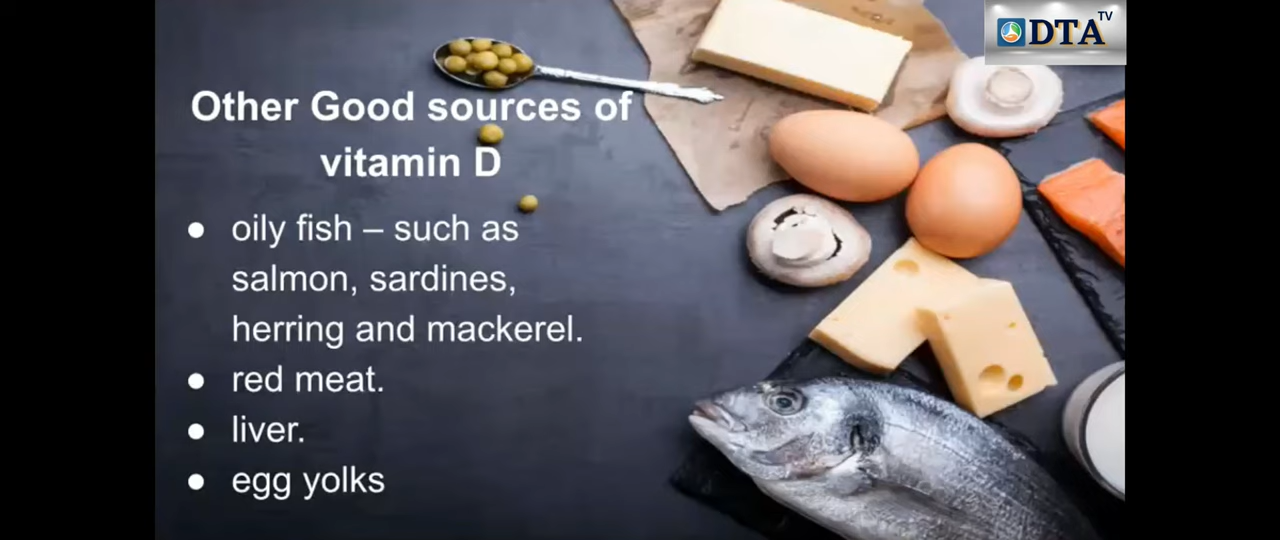 DTA TV
Other Good sources of
vitamin D
● oily fish – such as
salmon, sardines,
herring and mackerel.
● red meat.
● liver.
● egg yolks